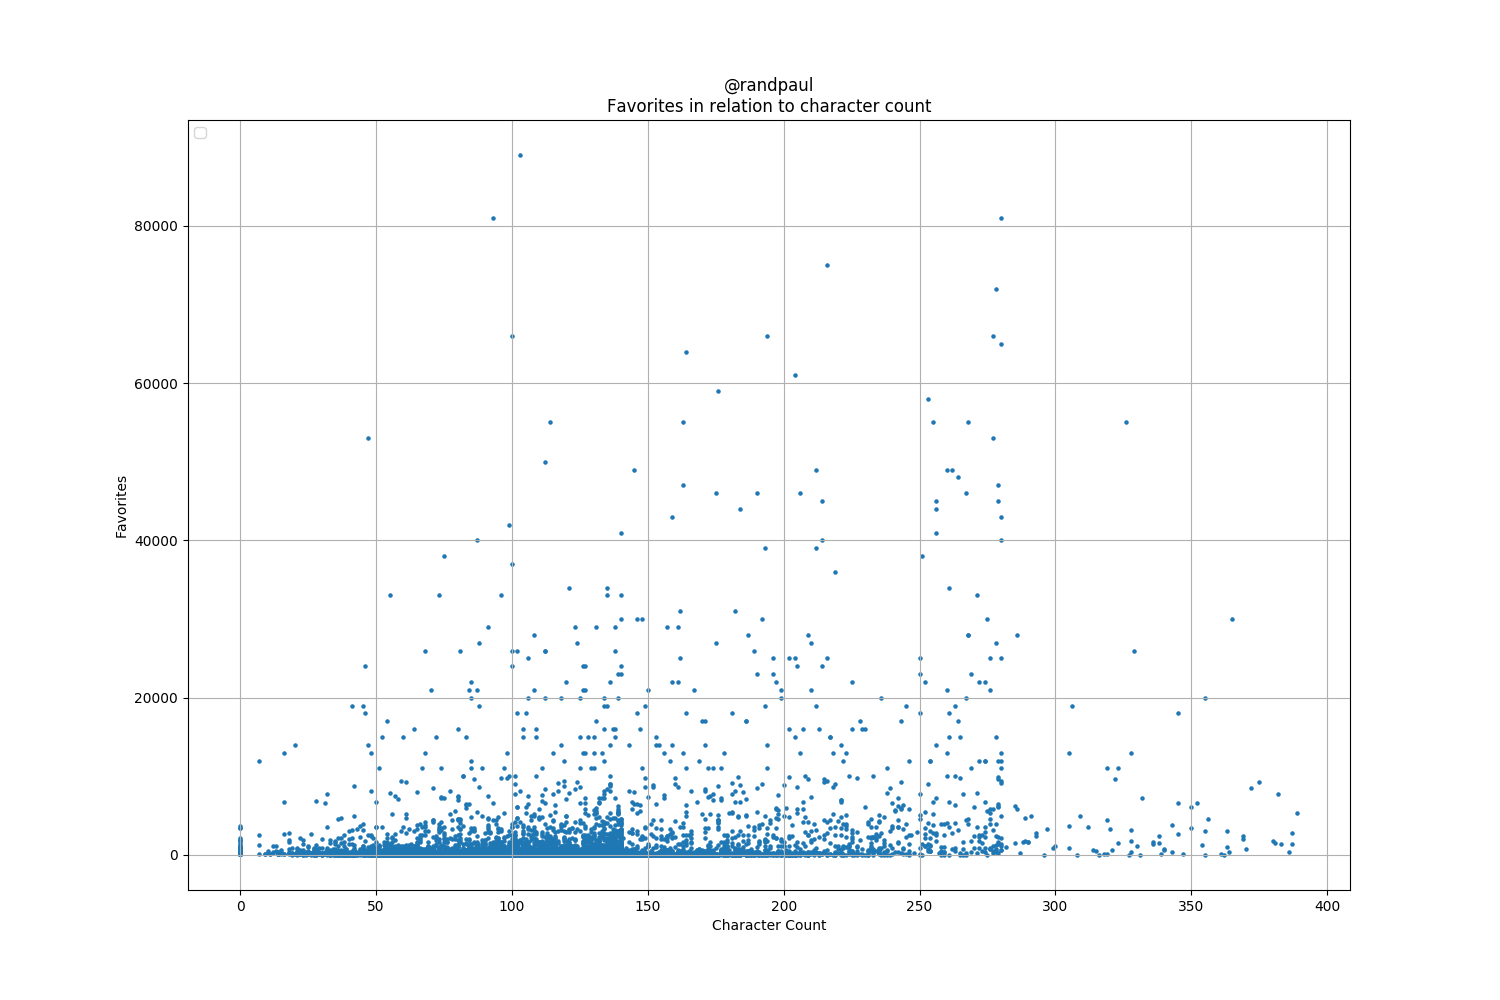 @randpaul
Favorites in relation to character count
80000
60000
40000
20000
0
Favorites
0 50 100 150 200 250 300 350 400
Character Count